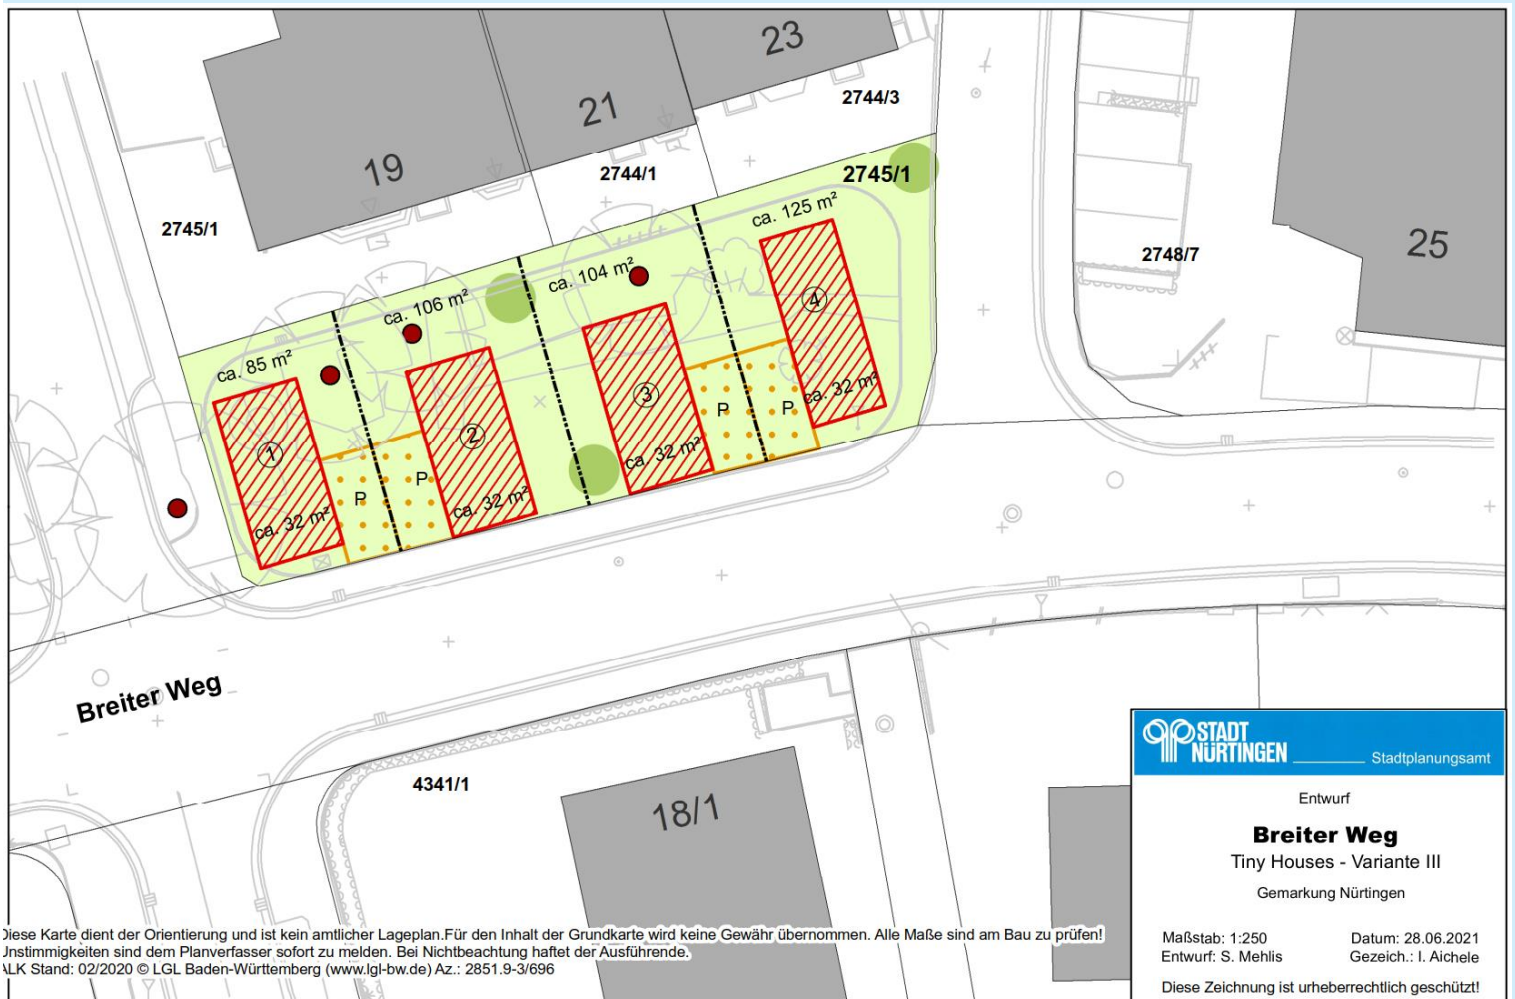 23
2744/3
21
19
2744/1
2745/1
2745/1
ca. 125 m²
2748/7
25
ca. 104 m²
ca. 106 m²
ca. 85 m²
4
3
2
1
P
P
P
P
ca. 32 m²
ca. 32 m²
ca. 32 m²
ca. 32 m²
Breiter Weg
4341/1
18/1
STADT
NÜRTINGEN
Stadtplanungsamt
Entwurf
Breiter Weg
Tiny Houses - Variante III
Gemarkung Nürtingen
Maßstab: 1:250 Datum: 28.06.2021
Entwurf: S. Mehlis Gezeich.: I. Aichele
Diese Zeichnung ist urheberrechtlich geschützt!
Diese Karte dient der Orientierung und ist kein amtlicher Lageplan.Für den Inhalt der Grundkarte wird keine Gewähr übernommen. Alle Maße sind am Bau zu prüfen!
Unstimmigkeiten sind dem Planverfasser sofort zu melden. Bei Nichtbeachtung haftet der Ausführende.
ALK Stand: 02/2020 © LGL Baden-Württemberg (www.lgl-bw.de) Az.: 2851.9-3/696